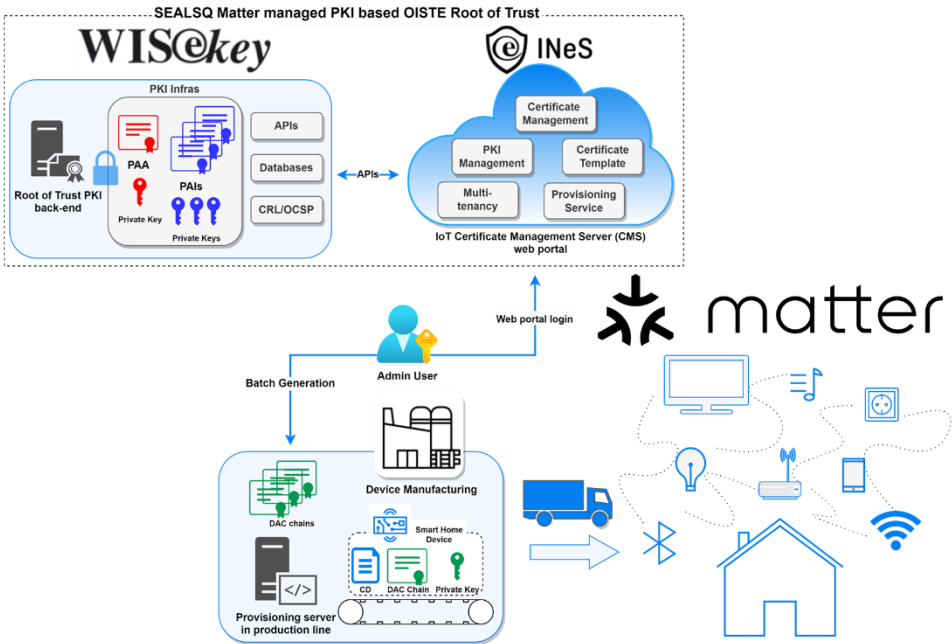 SEALSQ Matter managed PKI based OISTE Root of Trust
WIS@key
INeS
PKI Infras
PAA
Private Key
PAIs
Private Keys
Root of Trust PKI
back-end
APIs
Databases
CRL/OCSP
APIs
Certificate
Management
PKI
Management
Certificate
Template
Multi-
tenancy
Provisioning
Service
IoT Certificate Management Server (CMS)
web portal
Web portal login
matter
Admin User
Batch Generation
Device Manufacturing
DAC chains
Smart Home
Device
CD
DAC Chain
Private Key
</>
Provisioning server
in production line